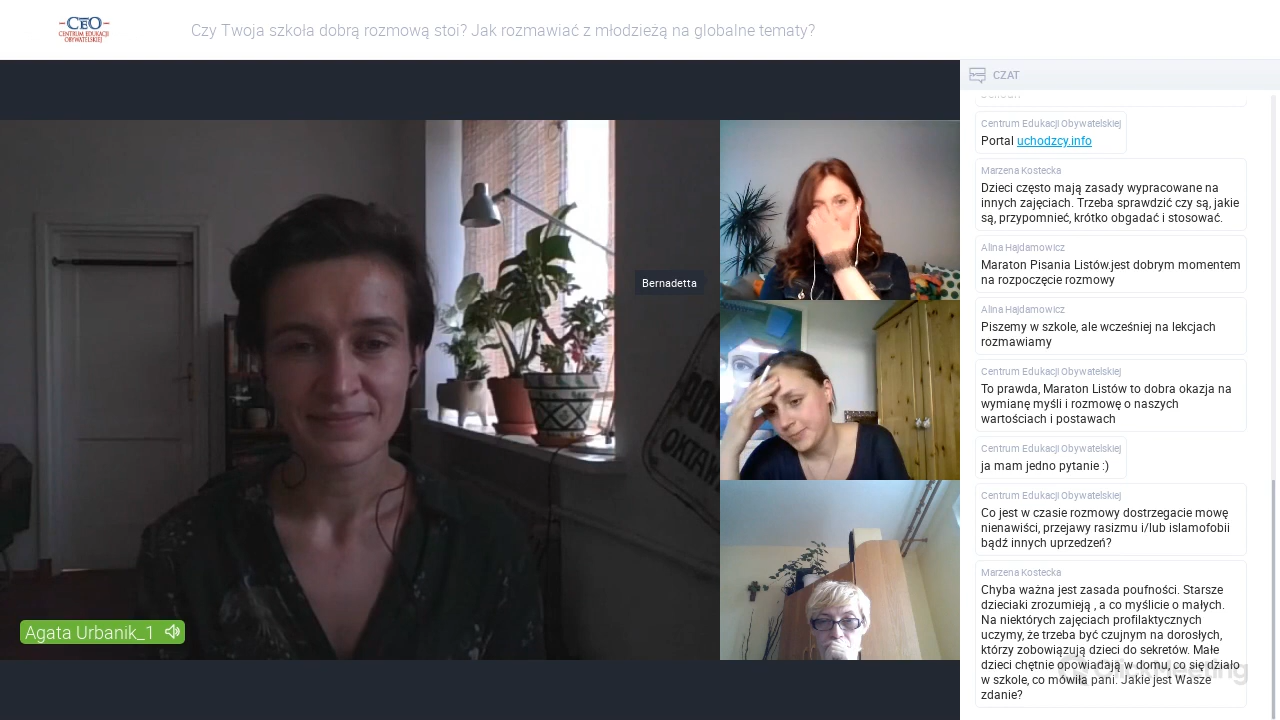 CEO
CENTRUM EDUKACJI
OBYWATELSKIEJ
Czy Twoja szkoła dobrą rozmową stoi? Jak rozmawiać z młodzieżą na globalne tematy?
Bernadetta
Agata Urbanik_1
CZAT
Centrum Edukacji Obywatelskiej
Portal uchodzcy.info
Marzena Kostecka
Dzieci często mają zasady wypracowane na
innych zajęciach. Trzeba sprawdzić czy są, jakie
są, przypomnieć, krótko obgadać i stosować.
Alina Hajdamowicz
Maraton Pisania Listów.jest dobrym momentem
na rozpoczęcie rozmowy
Alina Hajdamowicz
Piszemy w szkole, ale wcześniej na lekcjach
rozmawiamy
Centrum Edukacji Obywatelskiej
To prawda, Maraton Listów to dobra okazja na
wymianę myśli i rozmowę o naszych
wartościach i postawach
Centrum Edukacji Obywatelskiej
ja mam jedno pytanie :)
Centrum Edukacji Obywatelskiej
Co jest w czasie rozmowy dostrzegacie mowę
nienawiści, przejawy rasizmu i/lub islamofobii
bądź innych uprzedzeń?
Marzena Kostecka
Chyba ważna jest zasada poufności. Starsze
dzieciaki zrozumieją , a co myślicie o małych.
Na niektórych zajęciach profilaktycznych
uczymy, że trzeba być czujnym na dorosłych,
którzy zobowiązują dzieci do sekretów. Małe
dzieci chętnie opowiadają w domu, co się działo
w szkole, co mówiła pani. Jakie jest Wasze
zdanie?